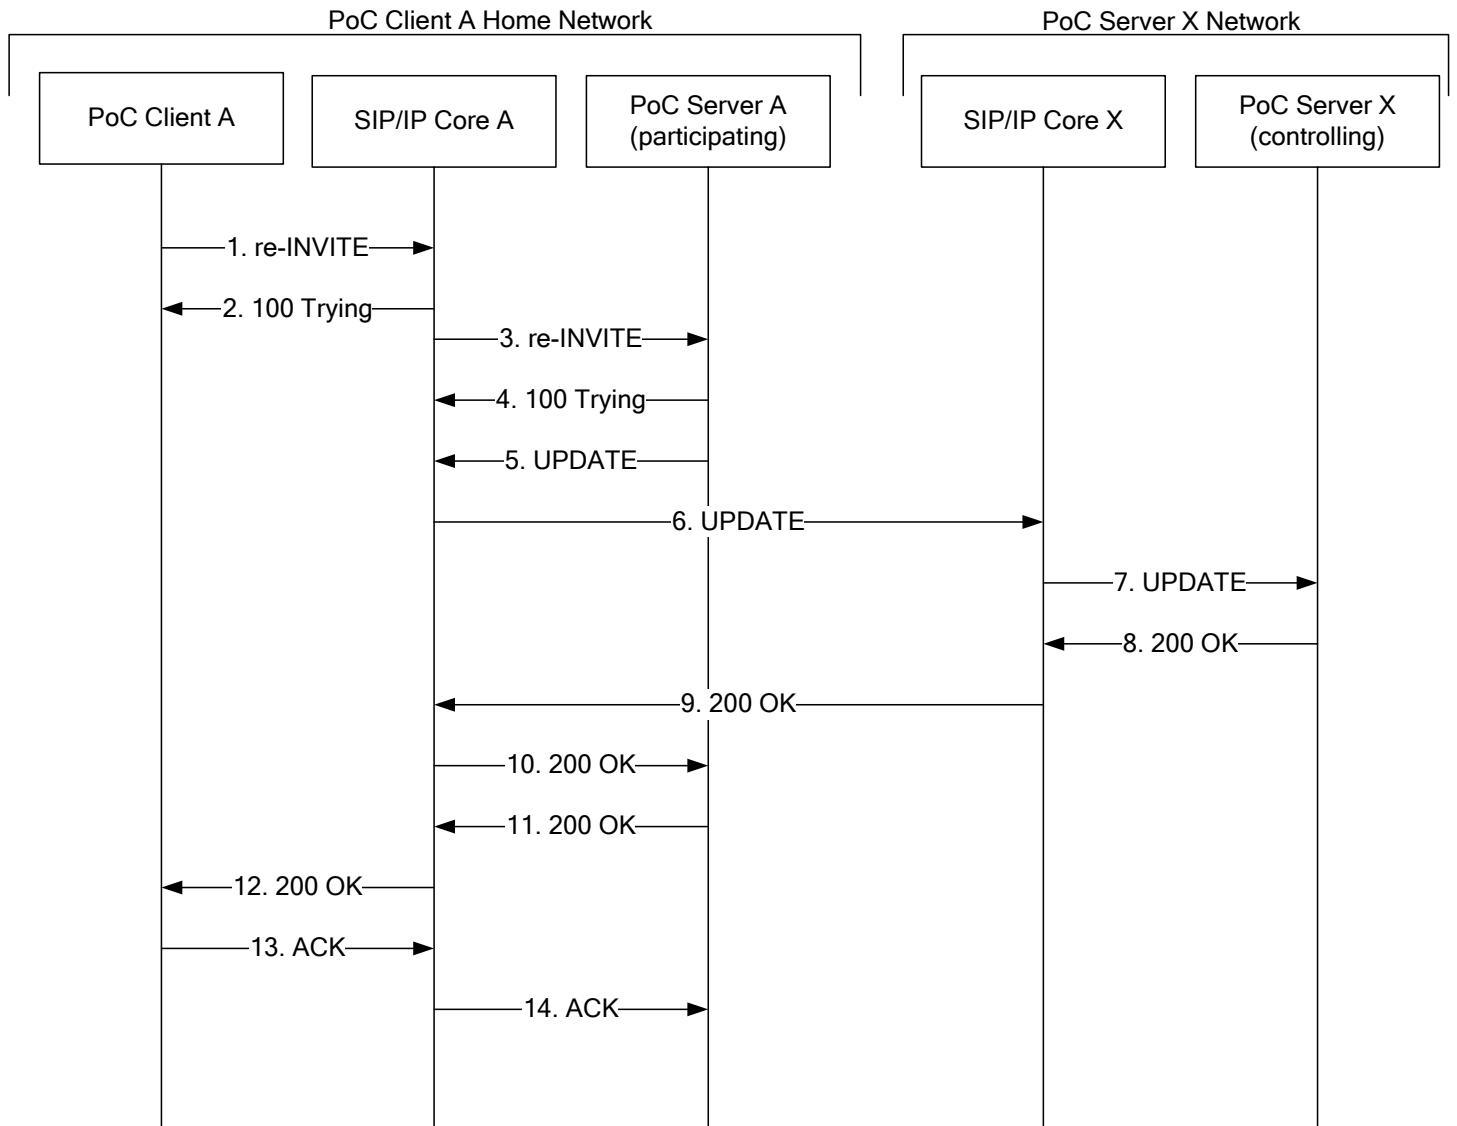 PoC Client A Home Network
PoC Server X Network
PoC Client A
SIP/IP Core A
PoC Server A
(participating)
SIP/IP Core X
PoC Server X
(controlling)
1. re-INVITE
2. 100 Trying
3. re-INVITE
4. 100 Trying
5. UPDATE
6. UPDATE
7. UPDATE
8. 200 OK
9. 200 OK
10. 200 OK
11. 200 OK
12. 200 OK
13. ACK
14. ACK